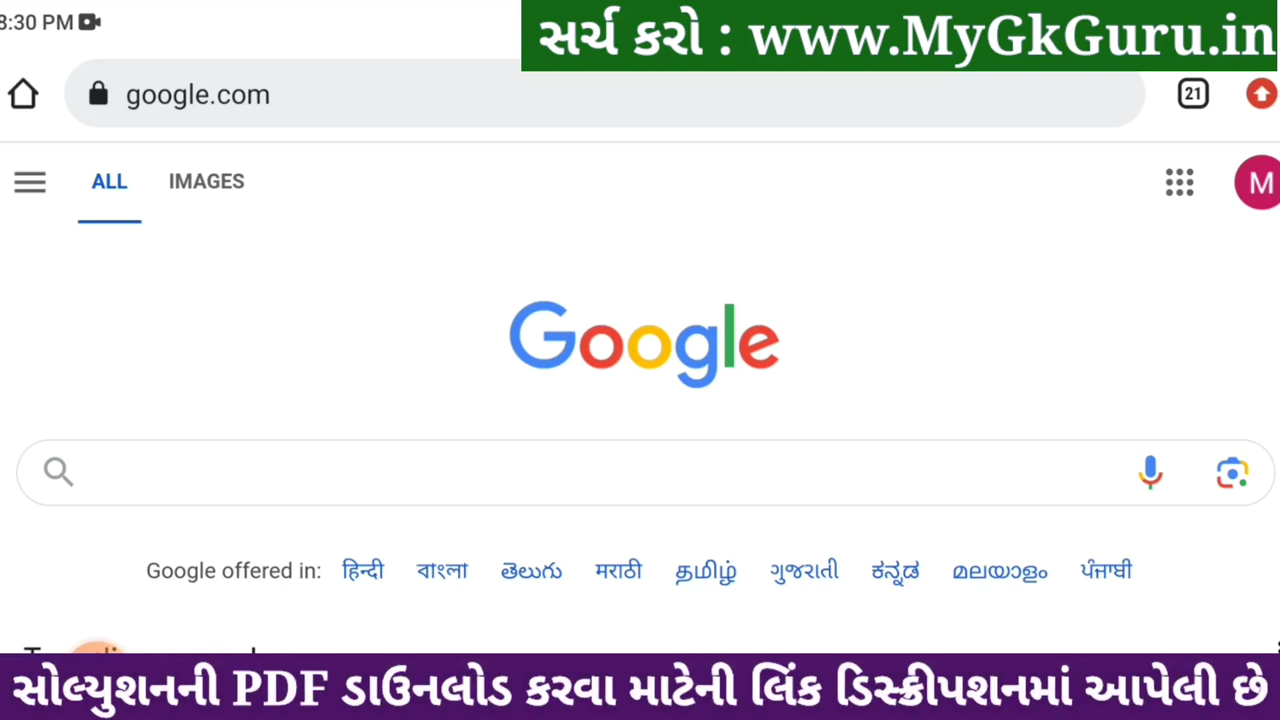 8:30 PM
સર્ચ કરો : www.MyGkGuru.in
google.com
21
ALL IMAGES
M
Google
Google offered in: हिन्दी বাংলা తెలుగు मराठी தமிழ் ગુજરાતી ಕನ್ನಡ മലയാളം ਪੰਜਾਬੀ
સોલ્યુશનની PDF ડાઉનલોડ કરવા માટેની લિંક ડિસ્ક્રીપશનમાં આપેલી છે